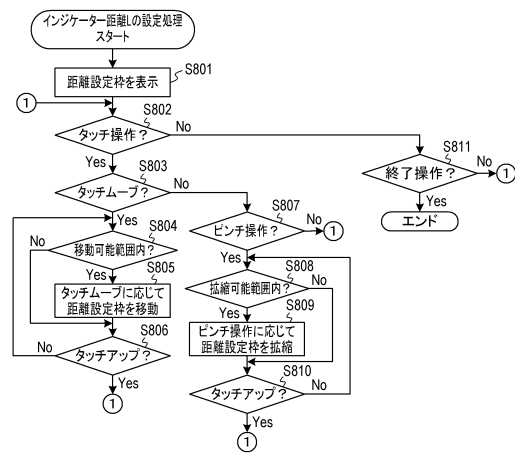 インジケーター距離Lの設定処理
スタート
距離設定枠を表示
S801
1
S802
タッチ操作？
No
Yes
S803
タッチムーブ？
No
Yes
S804
移動可能範囲内？
No
Yes
S805
タッチムーブに応じて
距離設定枠を移動
S806
タッチアップ？
No
Yes
1
S807
ピンチ操作？
No
1
Yes
S808
拡縮可能範囲内？
No
Yes
S809
ピンチ操作に応じて
距離設定枠を拡縮
S810
タッチアップ？
No
Yes
1
S811
終了操作？
No
1
Yes
エンド